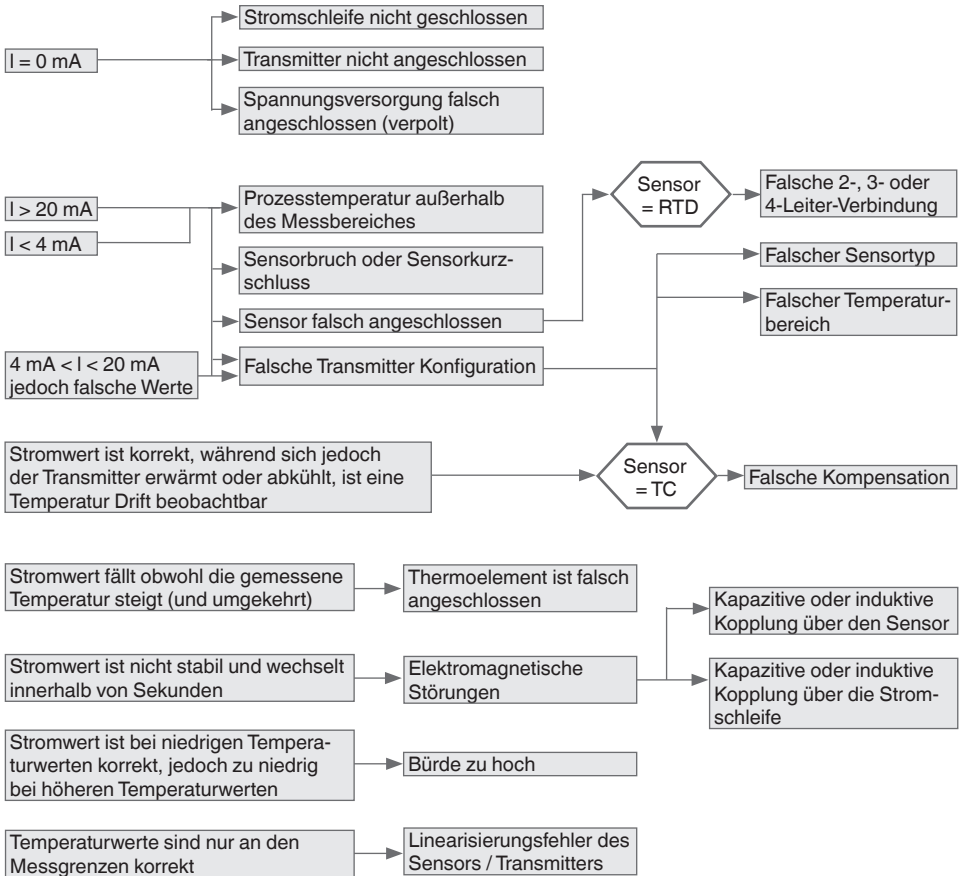 Stromschleife nicht geschlossen
I = 0 mA
Transmitter nicht angeschlossen
Spannungsversorgung falsch
angeschlossen (verpolt)
I > 20 mA
I < 4 mA
Prozesstemperatur außerhalb
des Messbereiches
Sensor
= RTD
Falsche 2-, 3- oder
4-Leiter-Verbindung
Sensorbruch oder Sensorkurz-
schluss
Falscher Sensortyp
Sensor falsch angeschlossen
Falscher Temperatur-
bereich
4 mA < I < 20 mA
jedoch falsche Werte
Falsche Transmitter Konfiguration
Stromwert ist korrekt, während sich jedoch
der Transmitter erwärmt oder abkühlt, ist eine
Temperatur Drift beobachtbar
Sensor
= TC
Falsche Kompensation
Stromwert fällt obwohl die gemessene
Temperatur steigt (und umgekehrt)
Thermoelement ist falsch
angeschlossen
Kapazitive oder induktive
Kopplung über den Sensor
Stromwert ist nicht stabil und wechselt
innerhalb von Sekunden
Elektromagnetische
Störungen
Kapazitive oder induktive
Kopplung über die Strom-
schleife
Stromwert ist bei niedrigen Tempera-
turwerten korrekt, jedoch zu niedrig
bei höheren Temperaturwerten
Bürde zu hoch
Temperaturwerte sind nur an den
Messgrenzen korrekt
Linearisierungsfehler des
Sensors / Transmitters